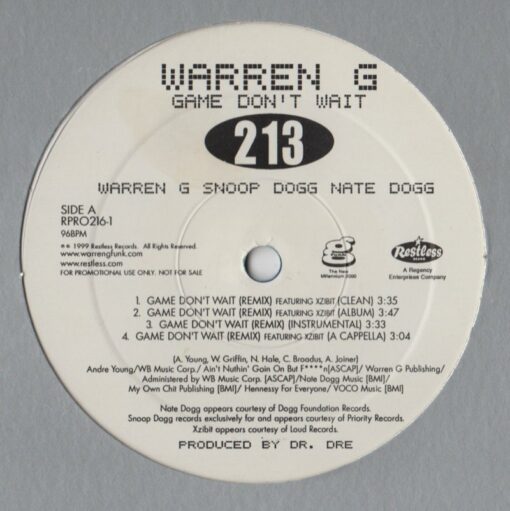 WARREN G
GAME DON'T WAIT
213
WARREN G SNOOP DOGG NATE DOGG
SIDE A
RPRO216-1
96BPM
℗© 1999 Restless Records. All Rights Reserved.
www.warrengfunk.com
www.restless.com
FOR PROMOTIONAL USE ONLY. NOT FOR SALE
The New
Millennium 2000
Restless
A Regency
Enterprises Company
1. GAME DON'T WAIT (REMIX) FEATURING XZIBIT (CLEAN) 3:35
2. GAME DON'T WAIT (REMIX) FEATURING XZIBIT (ALBUM) 3:47
3. GAME DON'T WAIT (REMIX) (INSTRUMENTAL) 3:33
4. GAME DON'T WAIT (REMIX) FEATURING XZIBIT (A CAPPELLA) 3:04
(A. Young, W. Griffin, N. Hale, C. Broadus, A. Joiner)
Andre Young/WB Music Corp./ Ain't Nuthin' Goin On But F****n[ASCAP]/ Warren G Publishing/
Administered by WB Music Corp. [ASCAP]/Nate Dogg Music [BMI]/
My Own Chit Publishing [BMI]/ Hennessy For Everyone/ VOCO Music [BMI]
Nate Dogg appears courtesy of Dogg Foundation Records.
Snoop Dogg records exclusively for and appears courtesy of Priority Records.
Xzibit appears courtesy of Loud Records.
PRODUCED BY DR. DRE